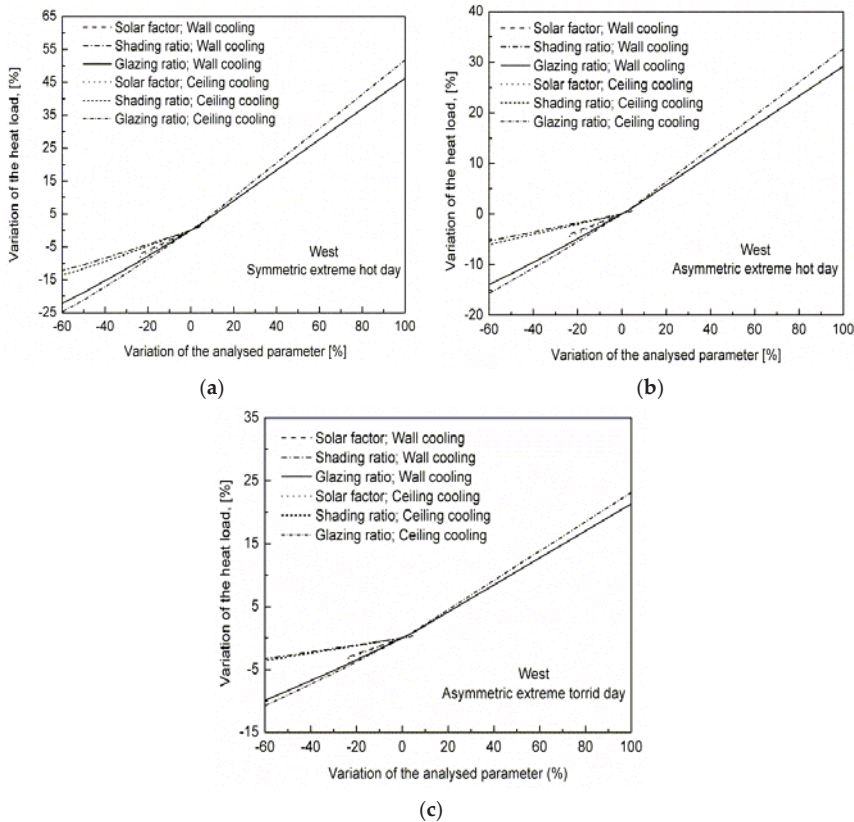 Variation of the heat load, [%]
65
55
45
35
25
15
5
-5
-15
-25
Solar factor; Wall cooling
Shading ratio; Wall cooling
Glazing ratio; Wall cooling
Solar factor; Ceiling cooling
Shading ratio; Ceiling cooling
Glazing ratio; Ceiling cooling
West
Symmetric extreme hot day
-60 -40 -20 0 20 40 60 80 100
Variation of the analysed parameter [%]
(a)
Variation of the heat load, [%]
40
30
20
10
0
-10
-20
Solar factor; Wall cooling
Shading ratio; Wall cooling
Glazing ratio; Wall cooling
Solar factor; Ceiling cooling
Shading ratio; Ceiling cooling
Glazing ratio; Ceiling cooling
West
Asymmetric extreme hot day
-60 -40 -20 0 20 40 60 80 100
Variation of the analysed parameter [%]
(b)
Variation of the heat load, [%]
35
25
15
5
-5
-15
Solar factor; Wall cooling
Shading ratio; Wall cooling
Glazing ratio; Wall cooling
Solar factor; Ceiling cooling
Shading ratio; Ceiling cooling
Glazing ratio; Ceiling cooling
West
Asymmetric extreme torrid day
-60 -40 -20 0 20 40 60 80 100
Variation of the analysed parameter (%)
(c)